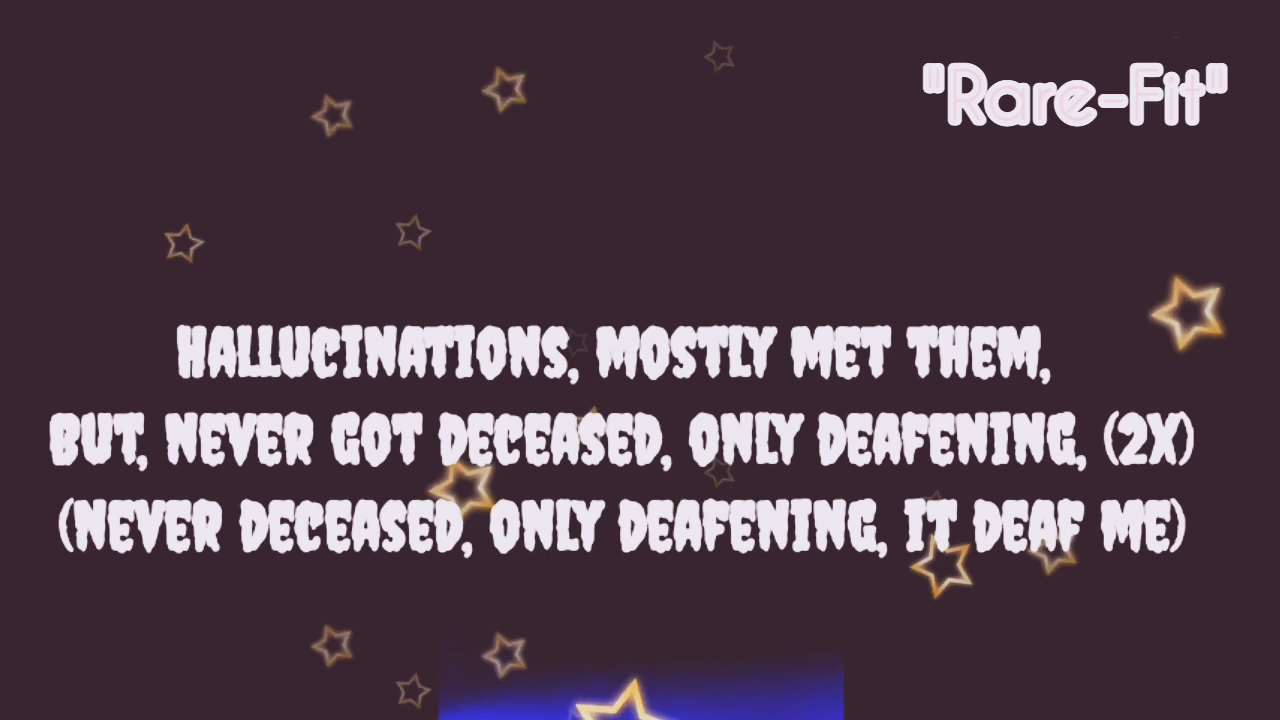 "Rare-Fit"
HALLUCINATIONS, MOSTLY MET THEM,
BUT, NEVER GOT DECEASED, ONLY DEAFENING, (2X)
(NEVER DECEASED, ONLY DEAFENING, IT DEAF ME)